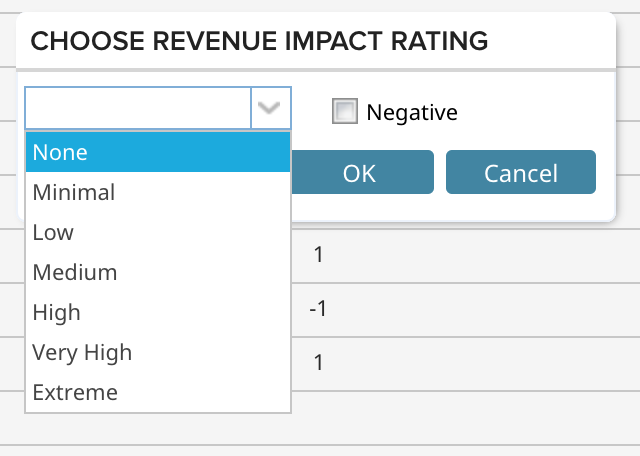 CHOOSE REVENUE IMPACT RATING
Negative
None
Minimal
OK
Cancel
Low
Medium
High
Very High
Extreme
1
-1
1